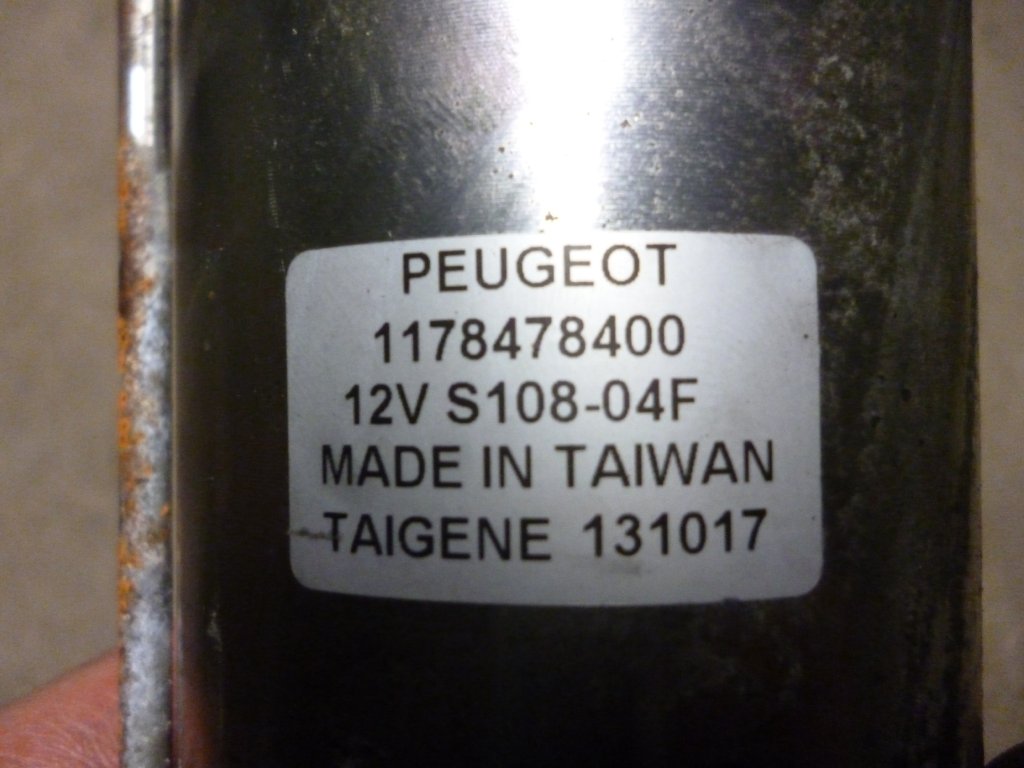 PEUGEOT
1178478400
12V S108-04F
MADE IN TAIWAN
TAIGENE 131017